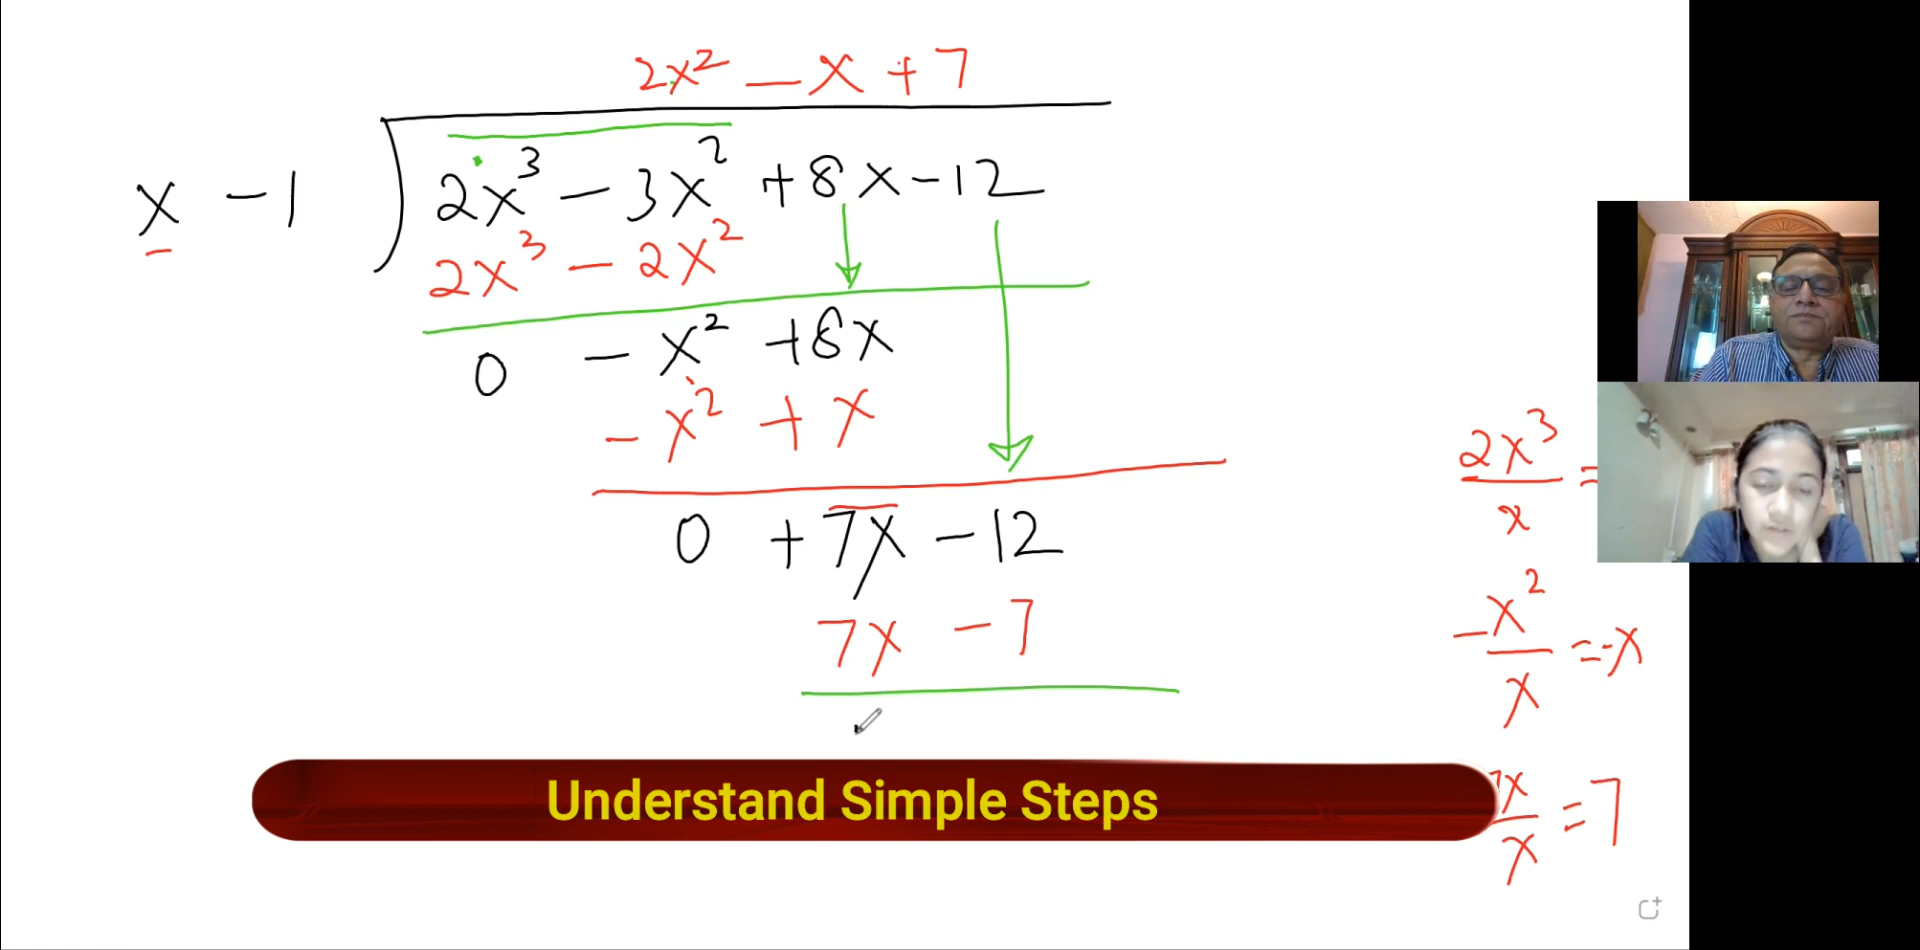 2x² - x + 7
x - 1
2x³ - 3x² + 8x - 12
2x³ - 2x²
0 - x² + 8x
- x² + x
0 + 7x - 12
7x - 7
2x³
=
x
-x²
= -x
x
7x
= 7
x
Understand Simple Steps